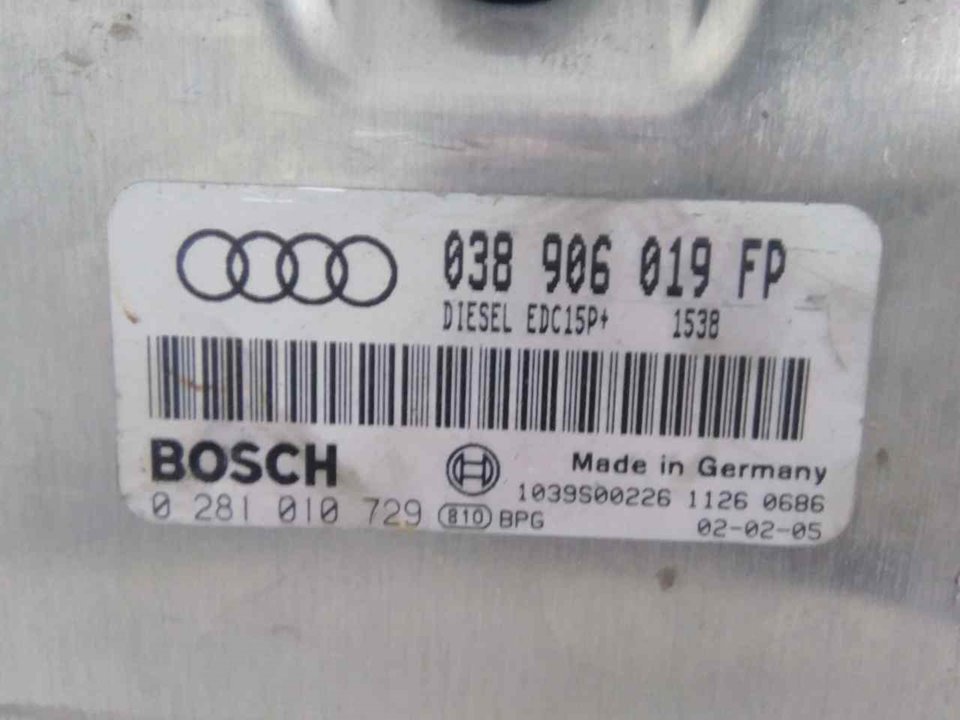 038 906 019 FP
DIESEL EDC15P+ 1538
BOSCH
Made in Germany
1039S00226 1126 0686
0 281 010 729 810 BPG
02-02-05